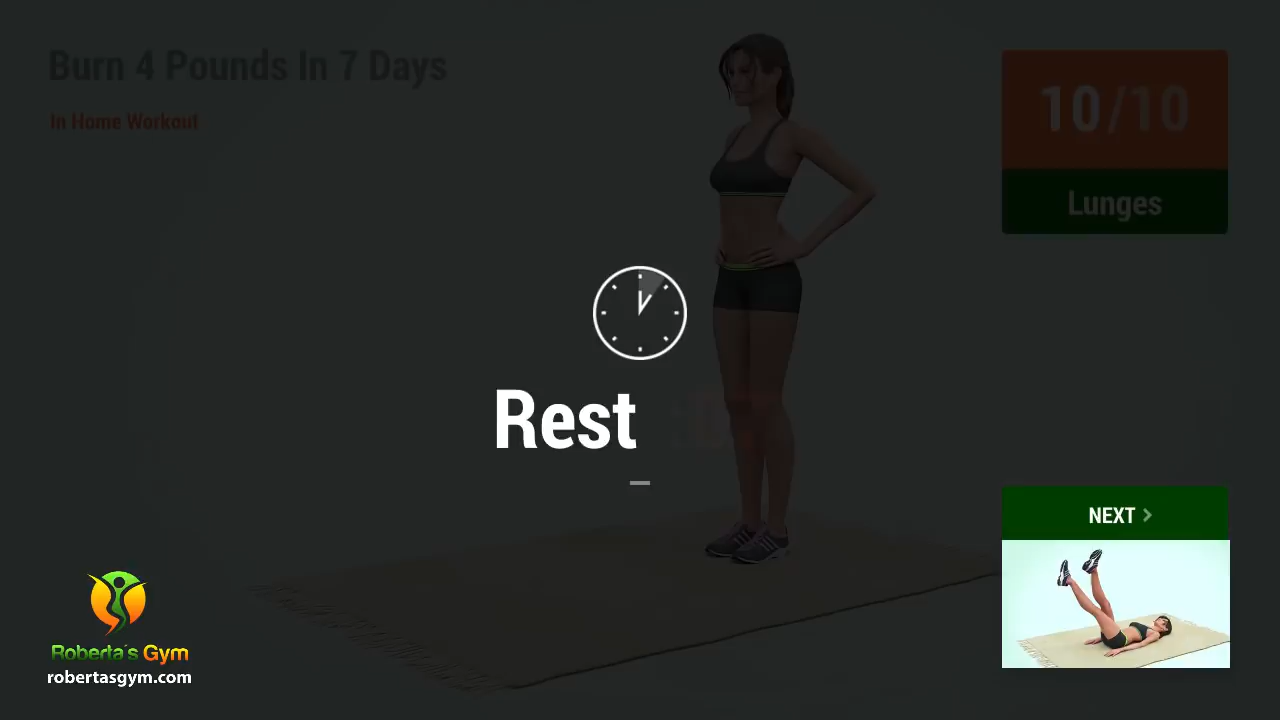 Burn 4 Pounds In 7 Days
In Home Workout
10/10
Lunges
Rest
NEXT >
Roberta's Gym
robertasgym.com